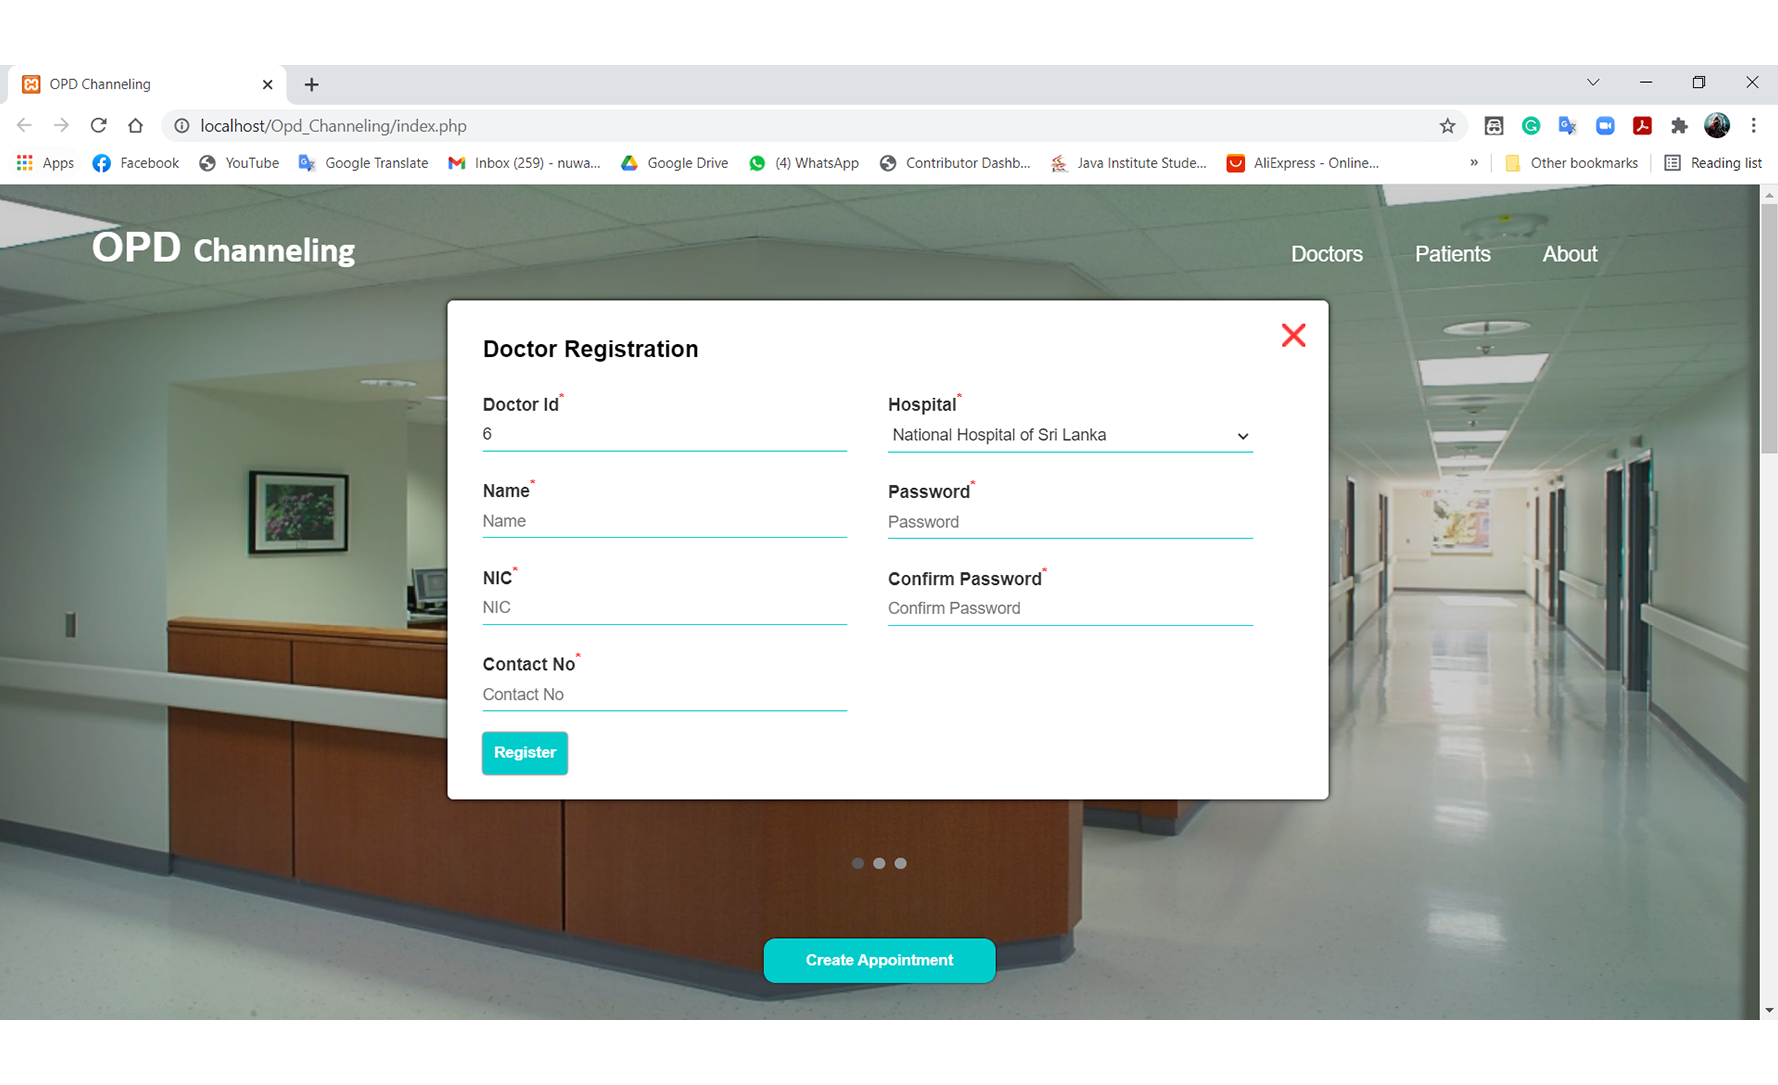 OPD Channeling
localhost/Opd_Channeling/index.php
Apps Facebook YouTube Google Translate Inbox (259) - nuwa... Google Drive (4) WhatsApp Contributor Dashb... Java Institute Stude... AliExpress - Online... » Other bookmarks Reading list
OPD Channeling
Doctors Patients About
Doctor Registration
Doctor Id*
6
Hospital*
National Hospital of Sri Lanka
Name*
Name
Password*
Password
NIC*
NIC
Confirm Password*
Confirm Password
Contact No*
Contact No
Register
Create Appointment